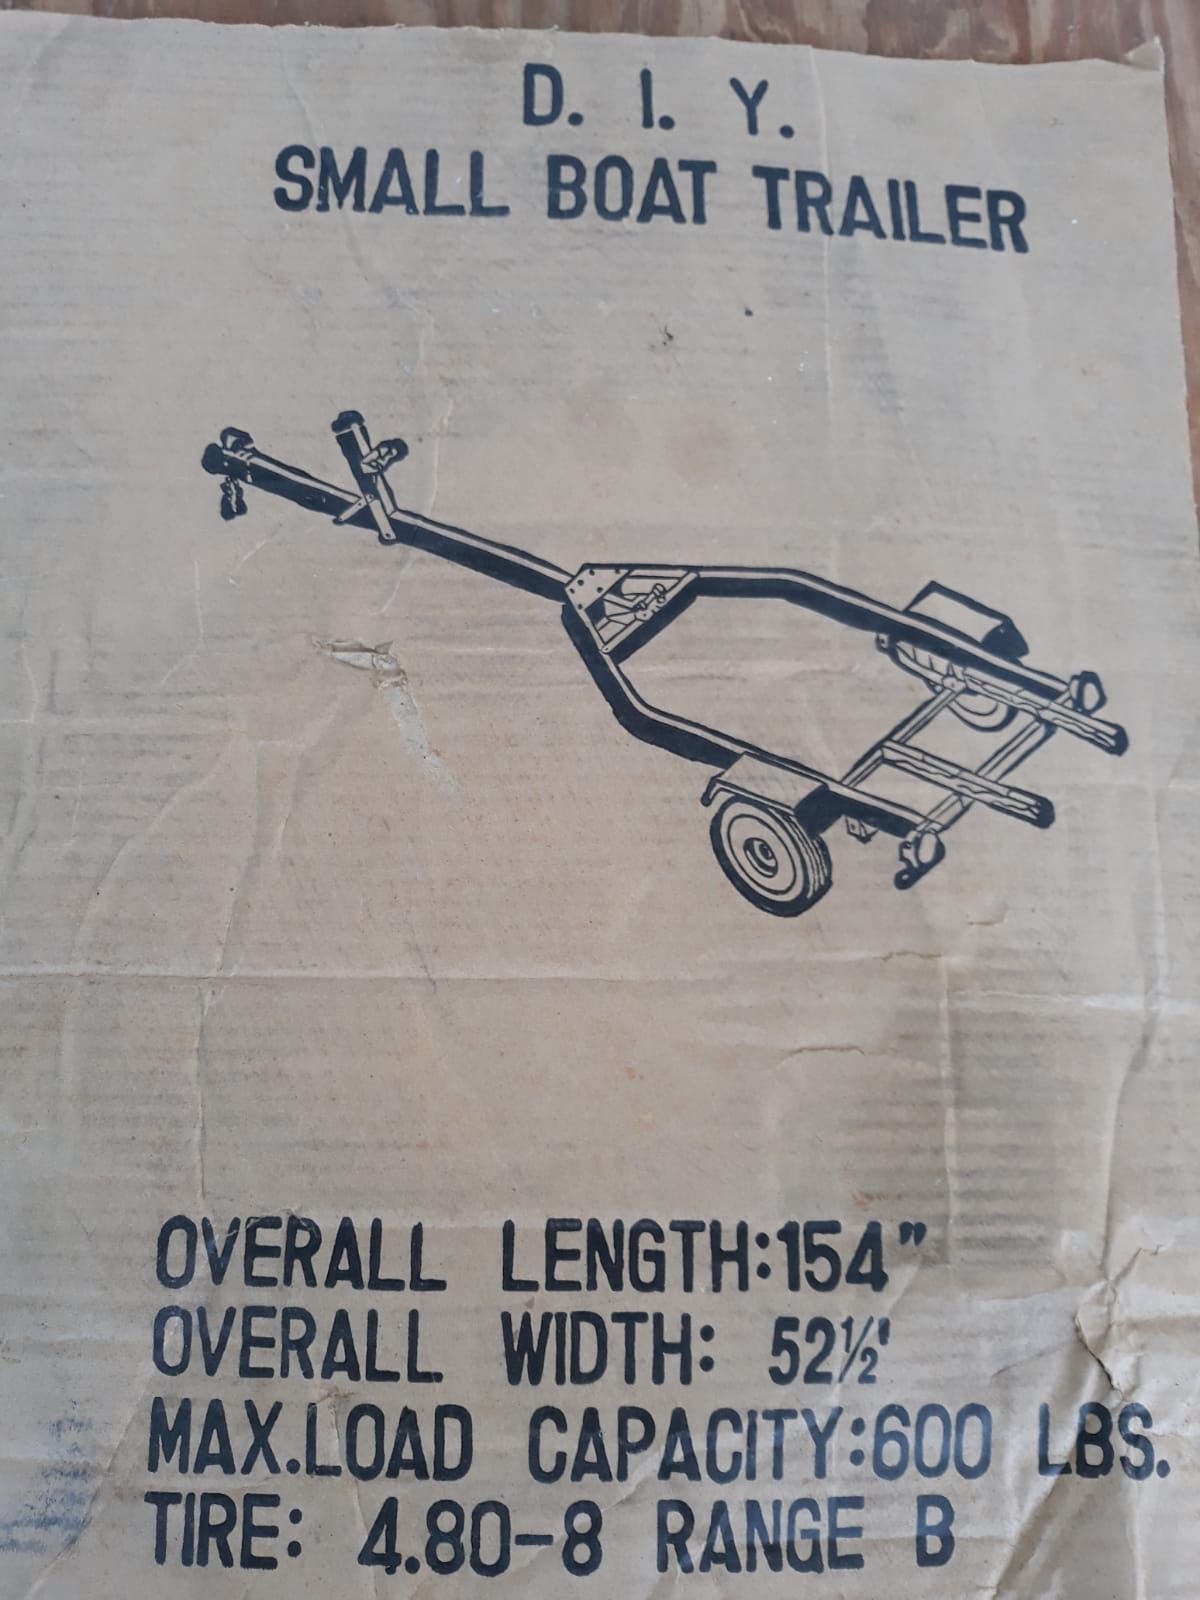 D. I. Y.
SMALL BOAT TRAILER
OVERALL LENGTH:154"
OVERALL WIDTH: 52½'
MAX.LOAD CAPACITY:600 LBS.
TIRE: 4.80-8 RANGE B